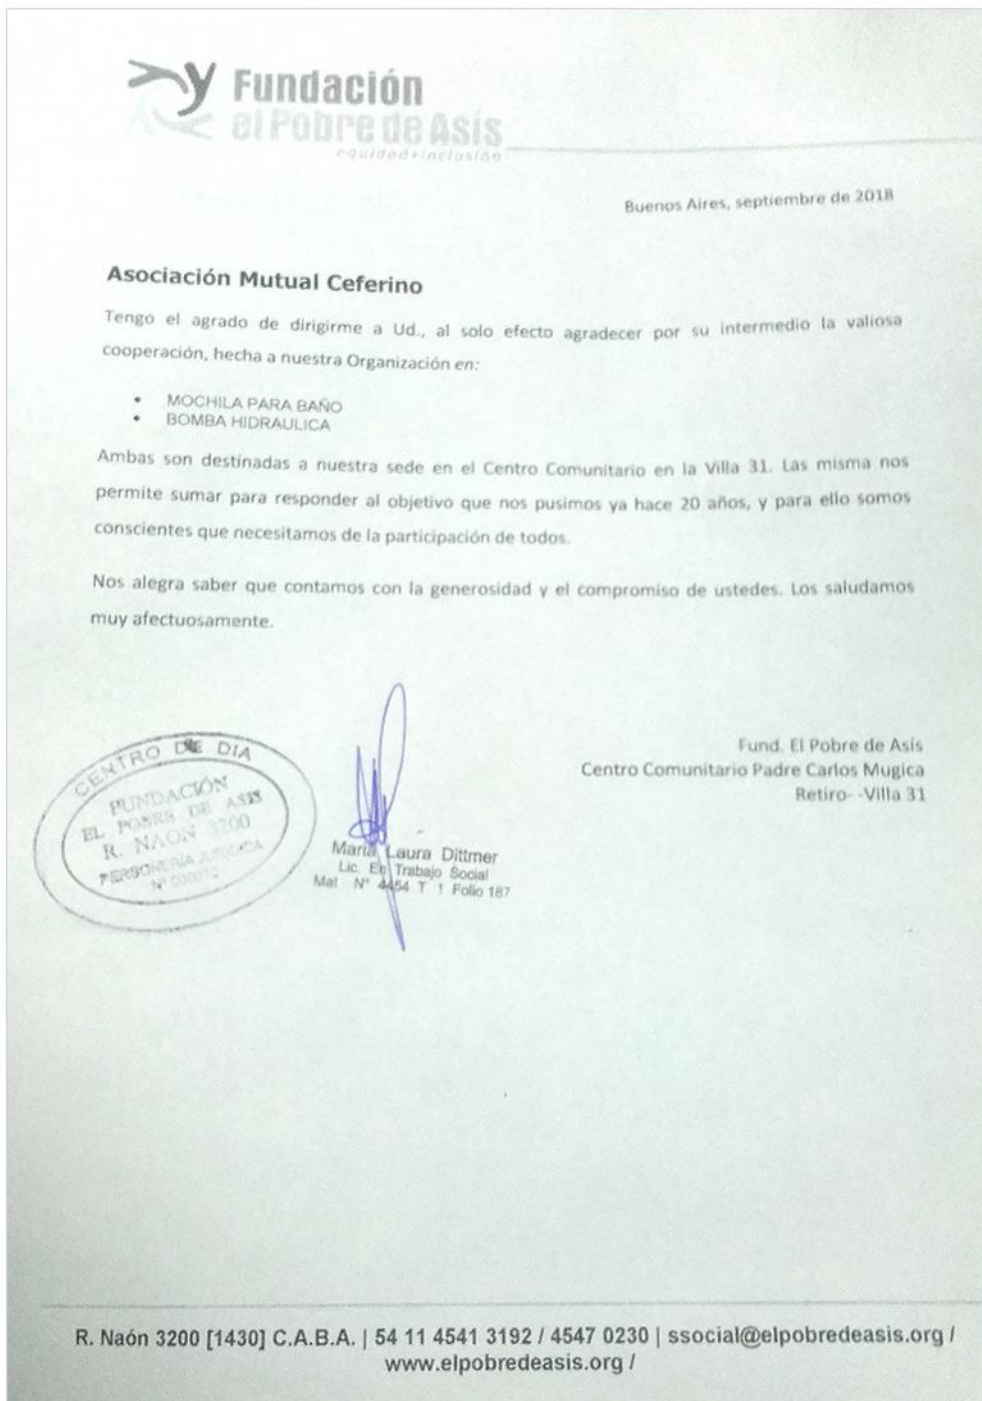 Fundación
el Pobre de Asís
equidad+inclusión
Buenos Aires, septiembre de 2018
Asociación Mutual Ceferino
Tengo el agrado de dirigirme a Ud., al solo efecto agradecer por su intermedio la valiosa
cooperación, hecha a nuestra Organización en:
• MOCHILA PARA BAÑO
• BOMBA HIDRAULICA
Ambas son destinadas a nuestra sede en el Centro Comunitario en la Villa 31. Las misma nos
permite sumar para responder al objetivo que nos pusimos ya hace 20 años, y para ello somos
conscientes que necesitamos de la participación de todos.
Nos alegra saber que contamos con la generosidad y el compromiso de ustedes. Los saludamos
muy afectuosamente.
CENTRO DE DIA
FUNDACIÓN
EL POBRE DE ASIS
R. NAON 3200
PERSONERÍA JURIDICA
Nº
Maria Laura Dittmer
Lic. En Trabajo Social
Mat Nº 4454 T 1 Folio 187
Fund. El Pobre de Asís
Centro Comunitario Padre Carlos Mugica
Retiro- -Villa 31
R. Naón 3200 [1430] C.A.B.A. | 54 11 4541 3192 / 4547 0230 | ssocial@elpobredeasis.org /
www.elpobredeasis.org /